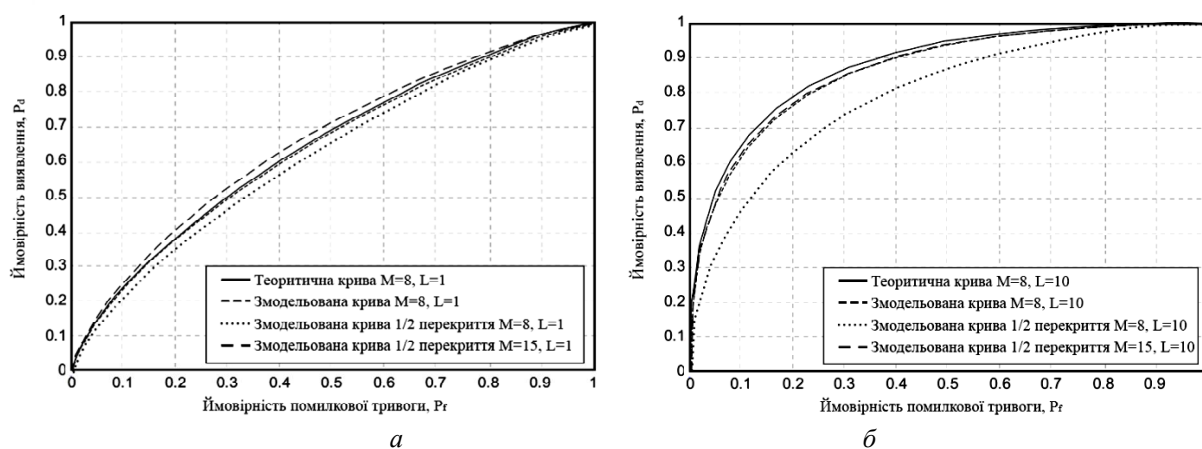 1
0.9
0.8
0.7
0.6
0.5
0.4
0.3
0.2
0.1
0
Ймовірність виявлення, Pd
Теоритична крива M=8, L=1
Змодельована крива M=8, L=1
Змодельована крива 1/2 перекриття M=8, L=1
Змодельована крива 1/2 перекриття M=15, L=1
0 0.1 0.2 0.3 0.4 0.5 0.6 0.7 0.8 0.9 1
Ймовірність помилкової тривоги, Pf
а
1
0.9
0.8
0.7
0.6
0.5
0.4
0.3
0.2
0.1
0
Ймовірність виявлення, Pd
Теоритична крива M=8, L=10
Змодельована крива M=8, L=10
Змодельована крива 1/2 перекриття M=8, L=10
Змодельована крива 1/2 перекриття M=15, L=10
0 0.1 0.2 0.3 0.4 0.5 0.6 0.7 0.8 0.9
Ймовірність помилкової тривоги, Pf
б